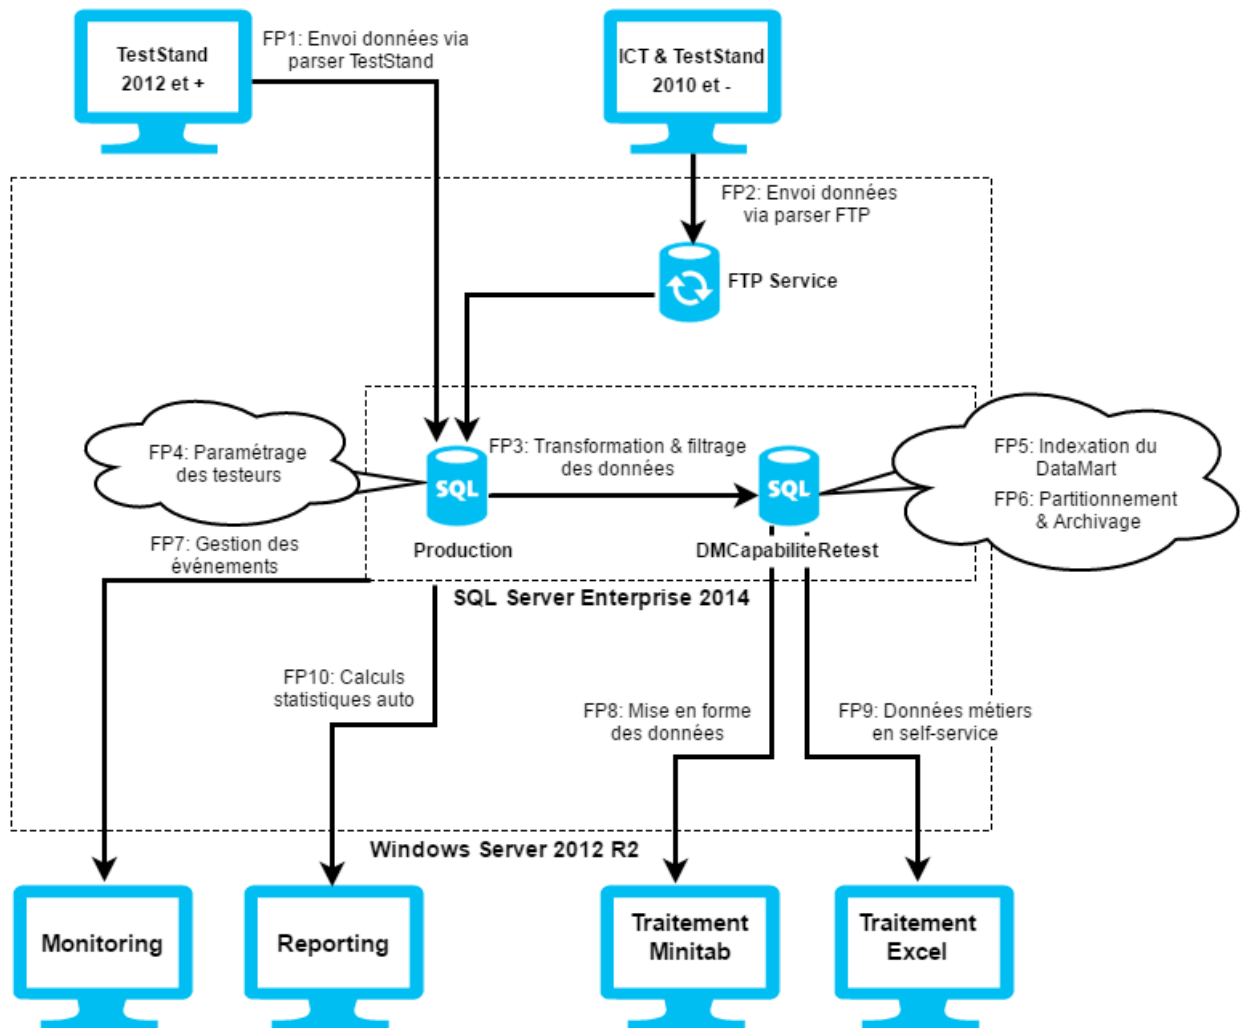 TestStand
2012 et +
FP1: Envoi données via
parser TestStand
ICT & TestStand
2010 et -
FP2: Envoi données
via parser FTP
FTP Service
FP4: Paramétrage
des testeurs
SQL
FP3: Transformation & filtrage
des données
SQL
FP5: Indexation du
DataMart
FP6: Partitionnement
& Archivage
Production
DMCapabiliteRetest
FP7: Gestion des
événements
SQL Server Enterprise 2014
FP10: Calculs
statistiques auto
FP8: Mise en forme
des données
FP9: Données métiers
en self-service
Windows Server 2012 R2
Monitoring
Reporting
Traitement
Minitab
Traitement
Excel